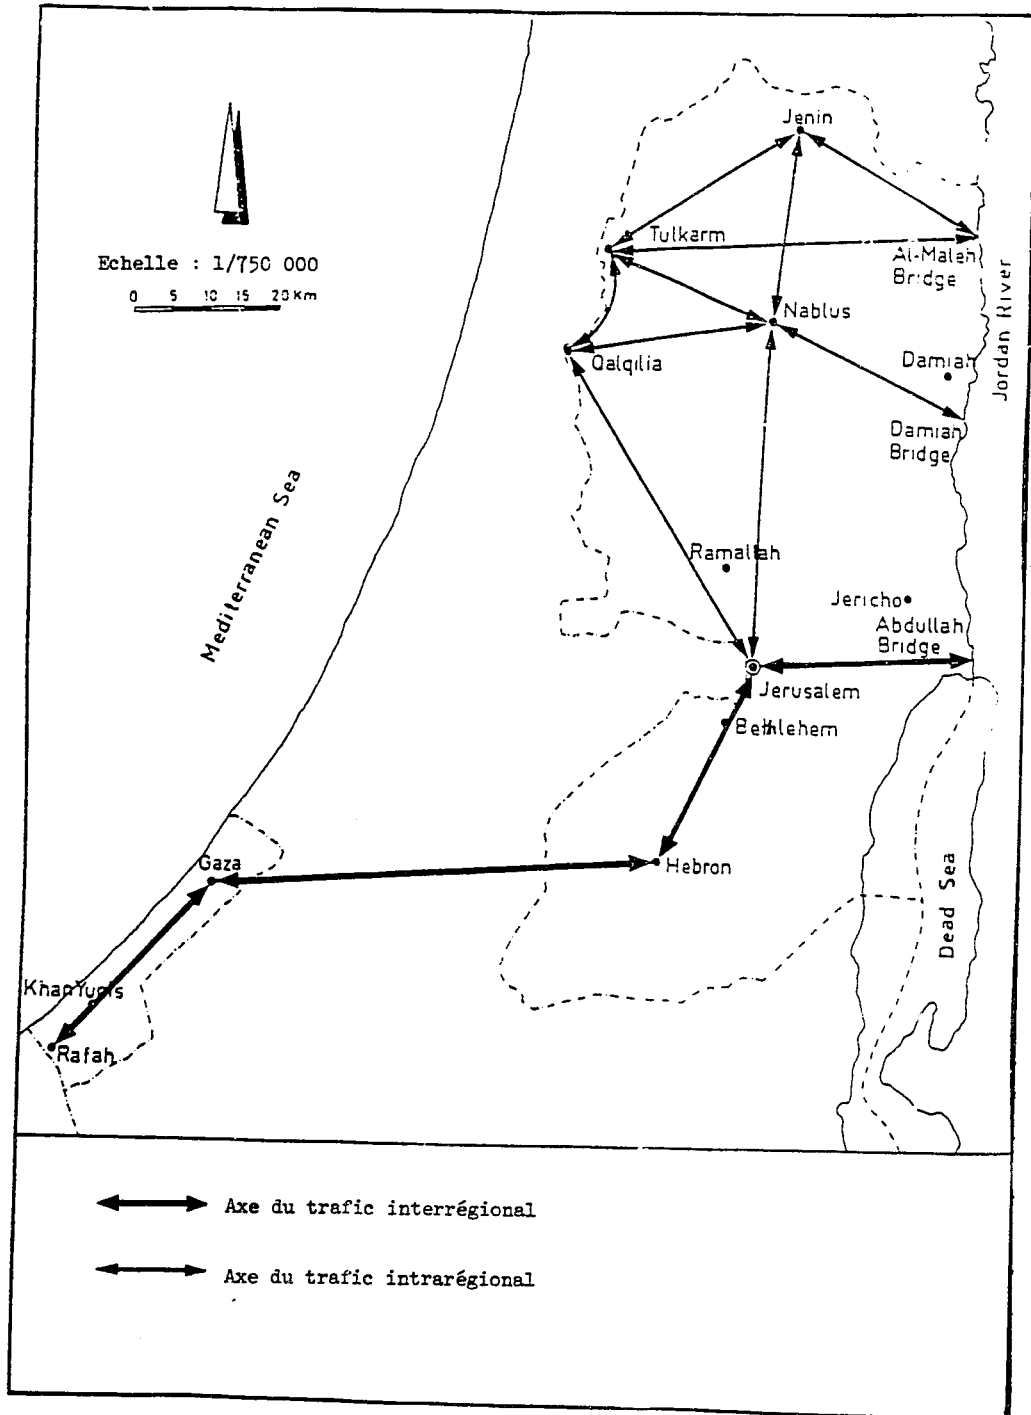 Jenin
Tulkarm
Al-Maleh
Bridge
Echelle : 1/750 000
0 5 10 15 20 Km
Nablus
Jordan River
Qalqilia
Damiah
Damiah
Bridge
Mediterranean Sea
Ramallah
Jericho
Abdullah
Bridge
Jerusalem
Bethlehem
Gaza
Hebron
Dead Sea
Khan Yunis
Rafah
Axe du trafic interrégional
Axe du trafic intrarégional